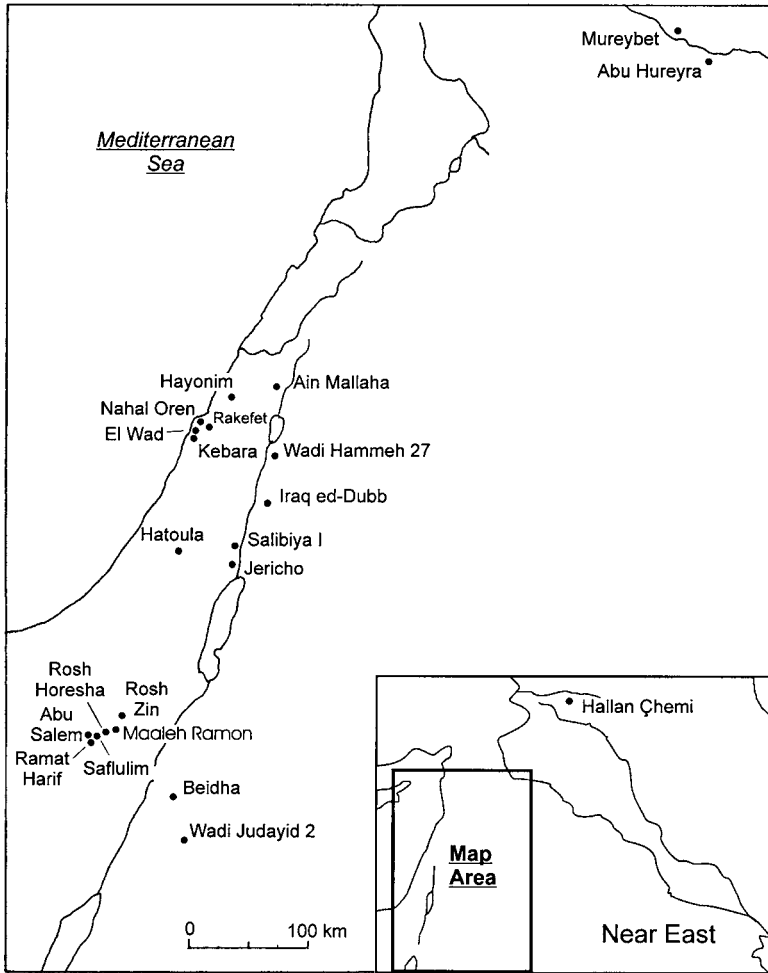 Mureybet
Abu Hureyra
Mediterranean
Sea
Hayonim
Ain Mallaha
Nahal Oren
Rakefet
El Wad
Kebara
Wadi Hammeh 27
Iraq ed-Dubb
Hatoula
Salibiya I
Jericho
Rosh
Horesha
Rosh
Zin
Abu
Salem
Maaleh Ramon
Ramat
Harif
Saflulim
Beidha
Wadi Judayid 2
0 100 km
Hallan Çhemi
Map
Area
Near East